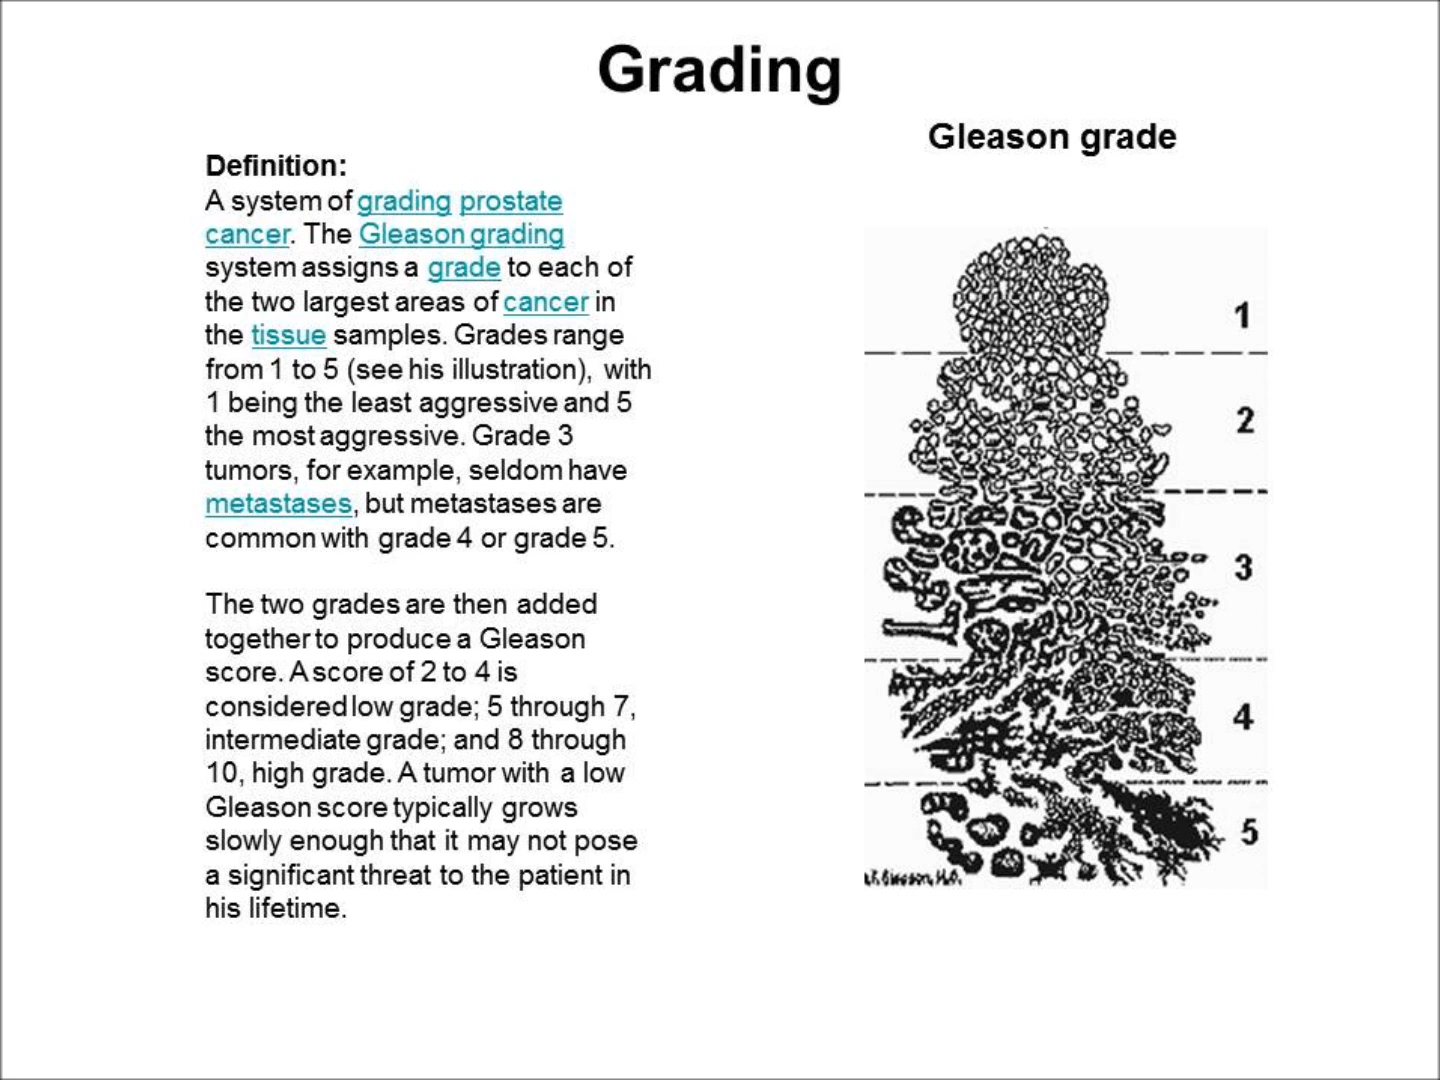 Grading
Gleason grade
Definition:
A system of grading prostate
cancer. The Gleason grading
system assigns a grade to each of
the two largest areas of cancer in
the tissue samples. Grades range
from 1 to 5 (see his illustration), with
1 being the least aggressive and 5
the most aggressive. Grade 3
tumors, for example, seldom have
metastases, but metastases are
common with grade 4 or grade 5.
The two grades are then added
together to produce a Gleason
score. A score of 2 to 4 is
considered low grade; 5 through 7,
intermediate grade; and 8 through
10, high grade. A tumor with a low
Gleason score typically grows
slowly enough that it may not pose
a significant threat to the patient in
his lifetime.
1
2
3
4
5
Gleason, M.D.